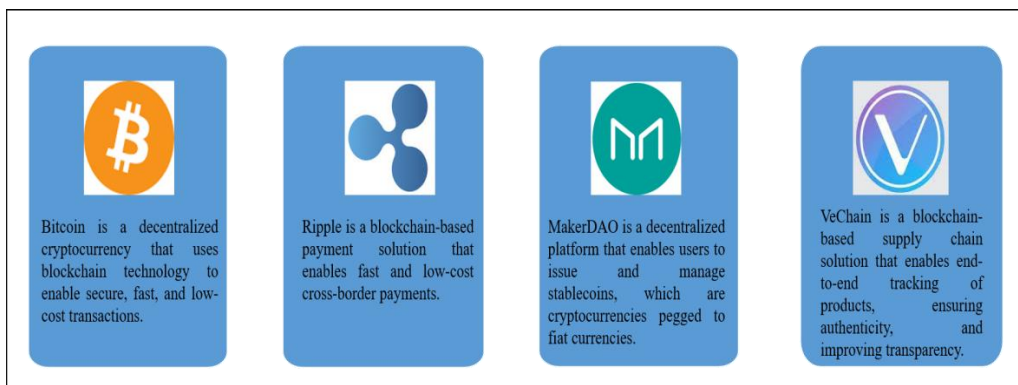 Bitcoin is a decentralized
cryptocurrency that uses
blockchain technology to
enable secure, fast, and low-
cost transactions.
Ripple is a blockchain-based
payment solution that
enables fast and low-cost
cross-border payments.
MakerDAO is a decentralized
platform that enables users to
issue and manage
stablecoins, which are
cryptocurrencies pegged to
fiat currencies.
VeChain is a blockchain-
based supply chain
solution that enables end-
to-end tracking of
products, ensuring
authenticity, and
improving transparency.